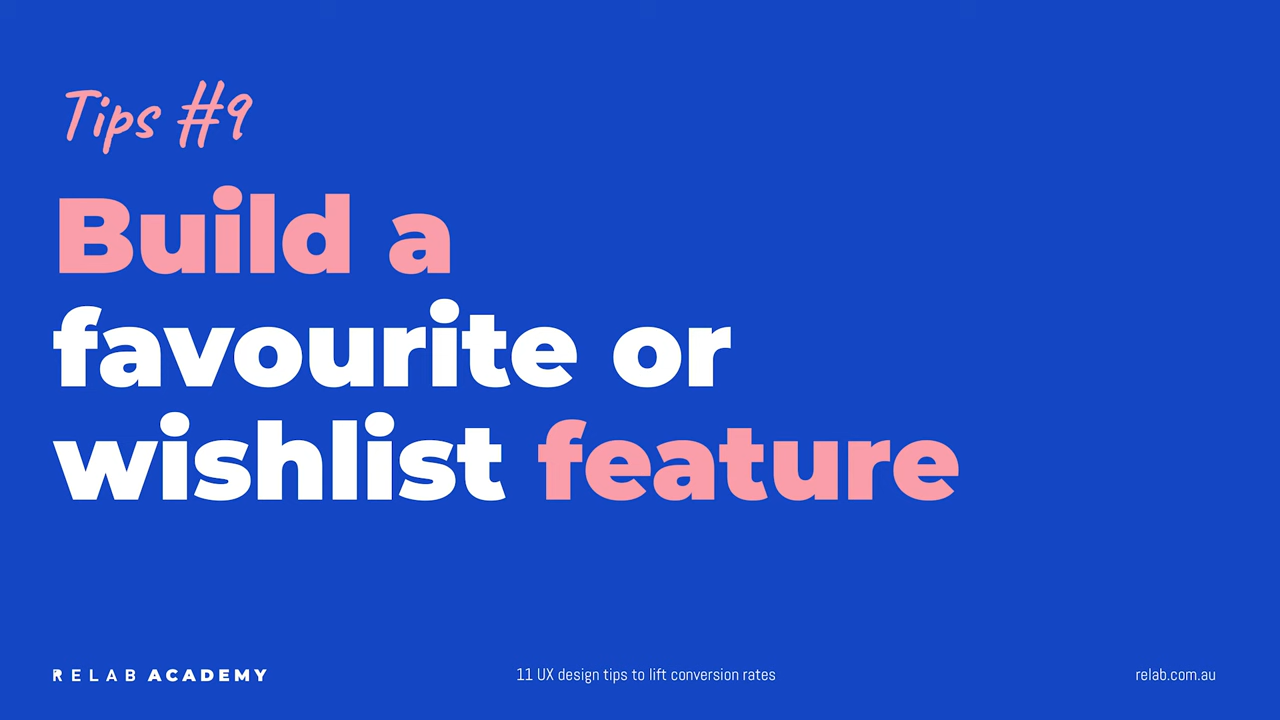 Tips #9
Build a
favourite or
wishlist feature
RELAB ACADEMY
11 UX design tips to lift conversion rates
relab.com.au